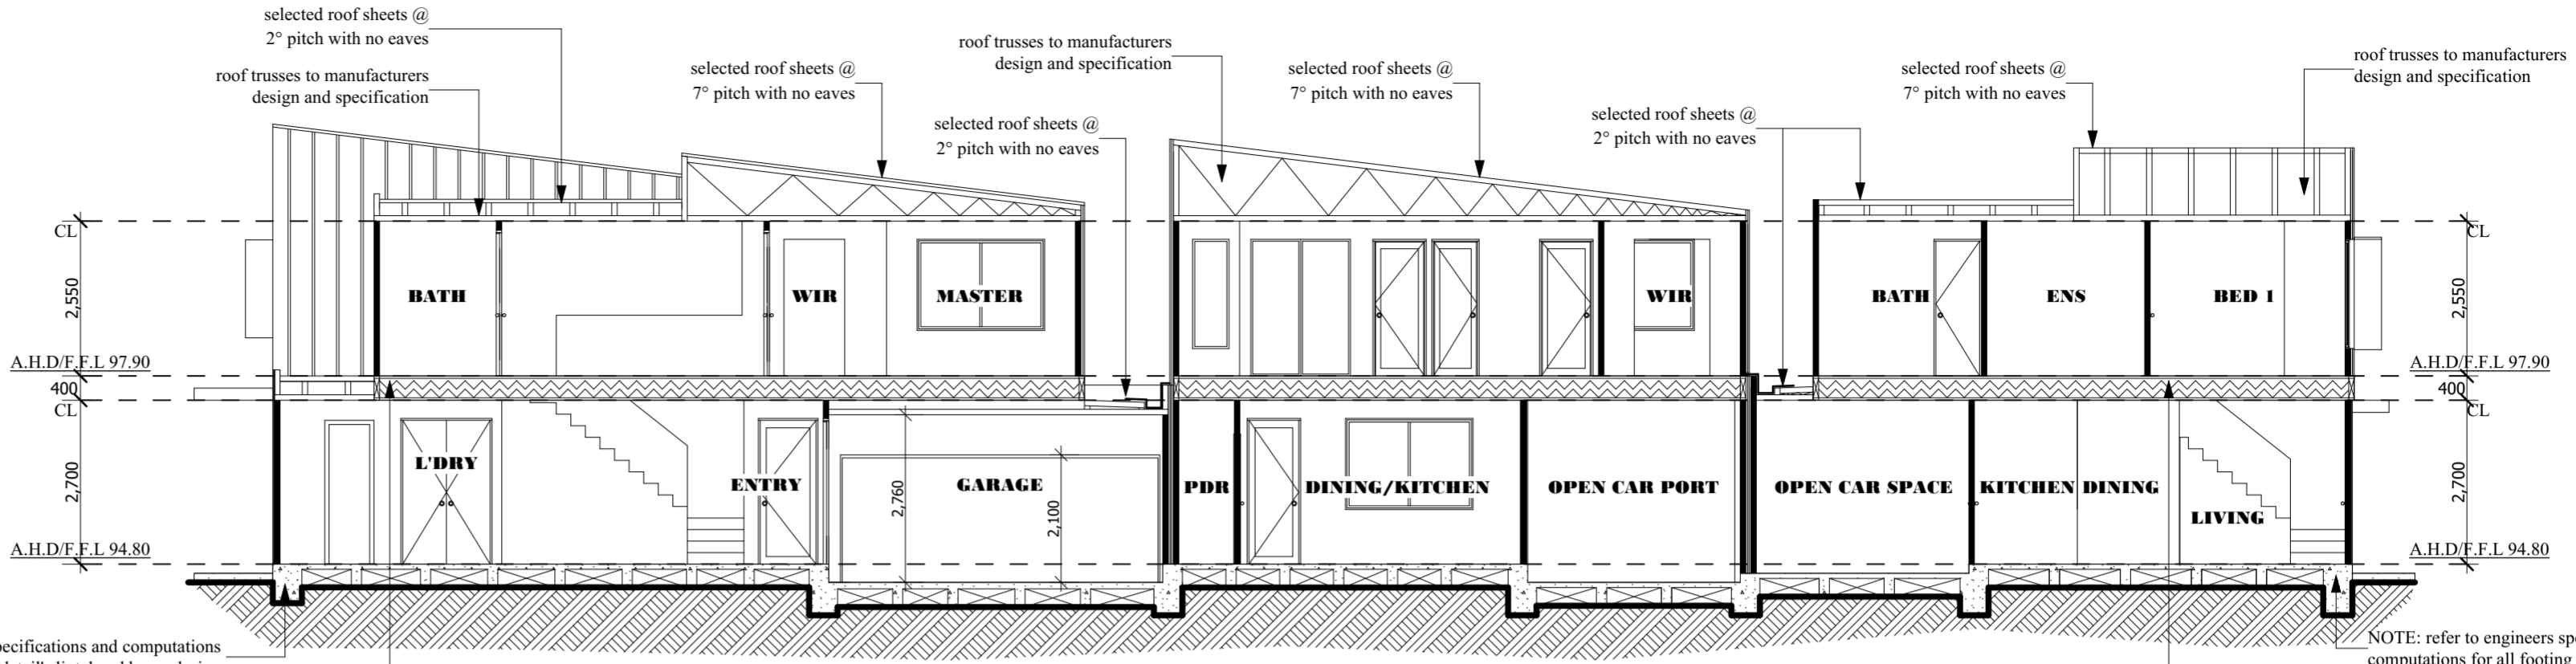 selected roof sheets @
2° pitch with no eaves
roof trusses to manufacturers
design and specification
selected roof sheets @
7° pitch with no eaves
roof trusses to manufacturers
design and specification
selected roof sheets @
2° pitch with no eaves
selected roof sheets @
7° pitch with no eaves
selected roof sheets @
2° pitch with no eaves
selected roof sheets @
7° pitch with no eaves
roof trusses to manufacturers
design and specification
CL
2,550
A.H.D/F.F.L 97.90
400
CL
2,700
A.H.D/F.F.L 94.80
BATH
WIR
MASTER
WIR
BATH
ENS
BED 1
L'DRY
ENTRY
2,760
GARAGE
2,100
PDR
DINING/KITCHEN
OPEN CAR PORT
OPEN CAR SPACE
KITCHEN
DINING
LIVING
CL
2,550
A.H.D/F.F.L 97.90
400
CL
2,700
A.H.D/F.F.L 94.80
and computations
NOTE: refer to engineers
computations for all footing